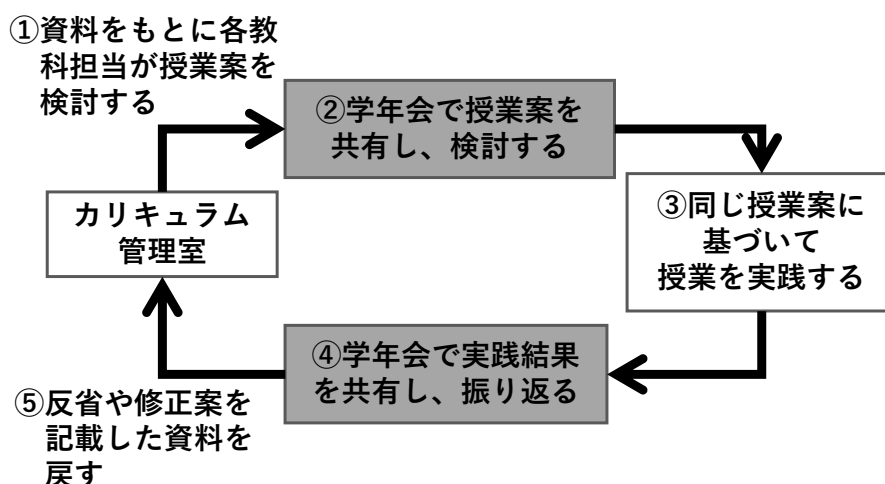 ①資料をもとに各教
科担当が授業案を
検討する
②学年会で授業案を
共有し、検討する
カリキュラム
管理室
③同じ授業案に
基づいて
授業を実践する
④学年会で実践結果
を共有し、振り返る
⑤反省や修正案を
記載した資料を
戻す